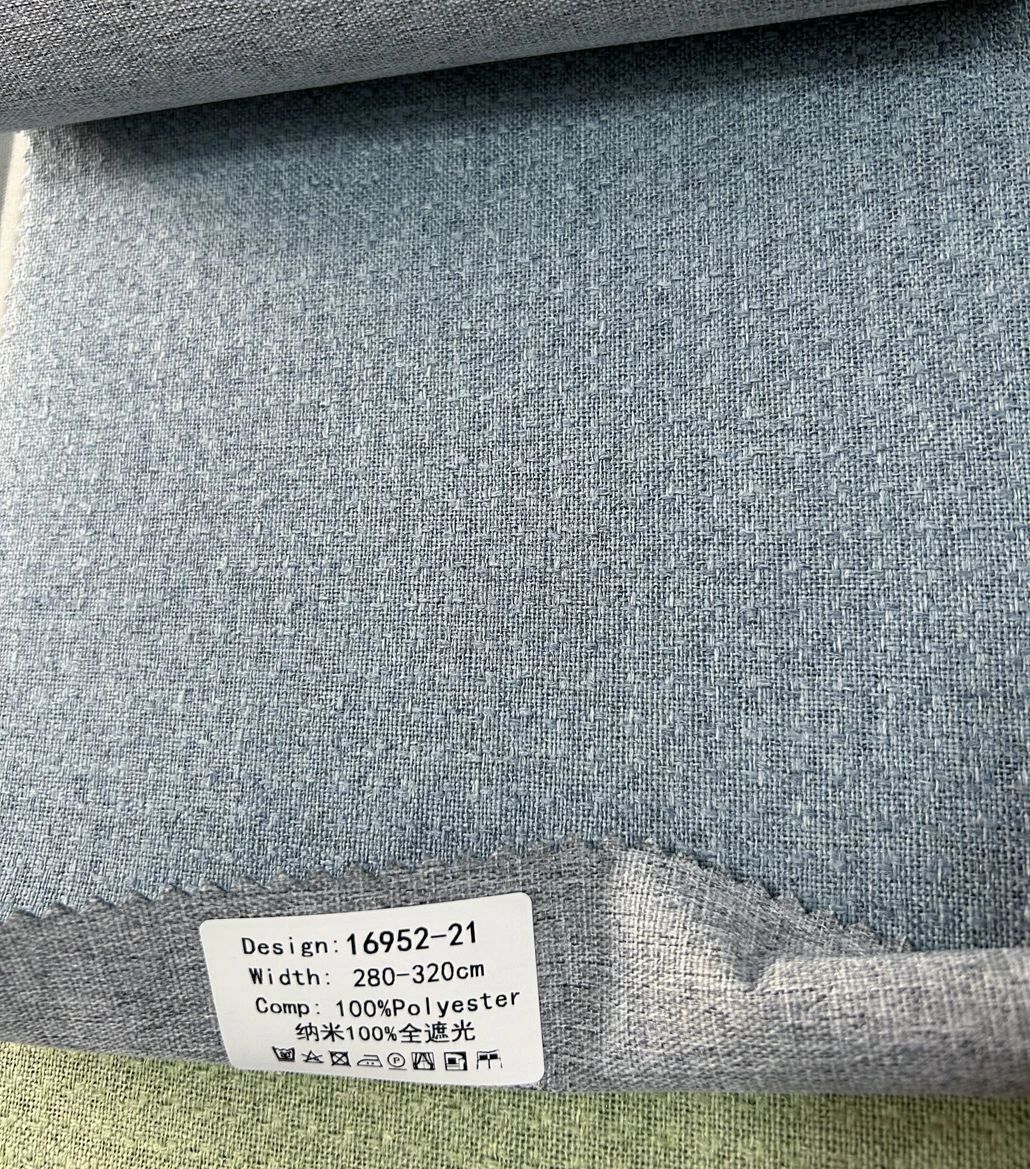 Design:16952-21
Width: 280-320cm
Comp: 100%Polyester
纳米100%全遮光
P